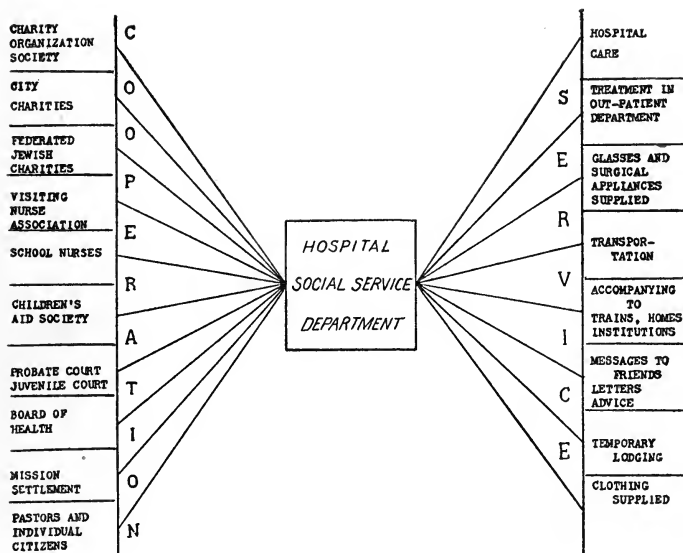 CHARITY
ORGANIZATION
SOCIETY
CITY
CHARITIES
FEDERATED
JEWISH
CHARITIES
VISITING
NURSE
ASSOCIATION
SCHOOL NURSES
CHILDREN'S
AID SOCIETY
PROBATE COURT
JUVENILE COURT
BOARD OF
HEALTH
MISSION
SETTLEMENT
PASTORS AND
INDIVIDUAL
CITIZENS
COOPERATION
HOSPITAL
SOCIAL SERVICE
DEPARTMENT
SERVICE
HOSPITAL
CARE
TREATMENT IN
OUT-PATIENT
DEPARTMENT
GLASSES AND
SURGICAL
APPLIANCES
SUPPLIED
TRANSPOR-
TATION
ACCOMPANYING
TO
TRAINS, HOMES
INSTITUTIONS
MESSAGES TO
FRIENDS
LETTERS
ADVICE
TEMPORARY
LODGING
CLOTHING
SUPPLIED